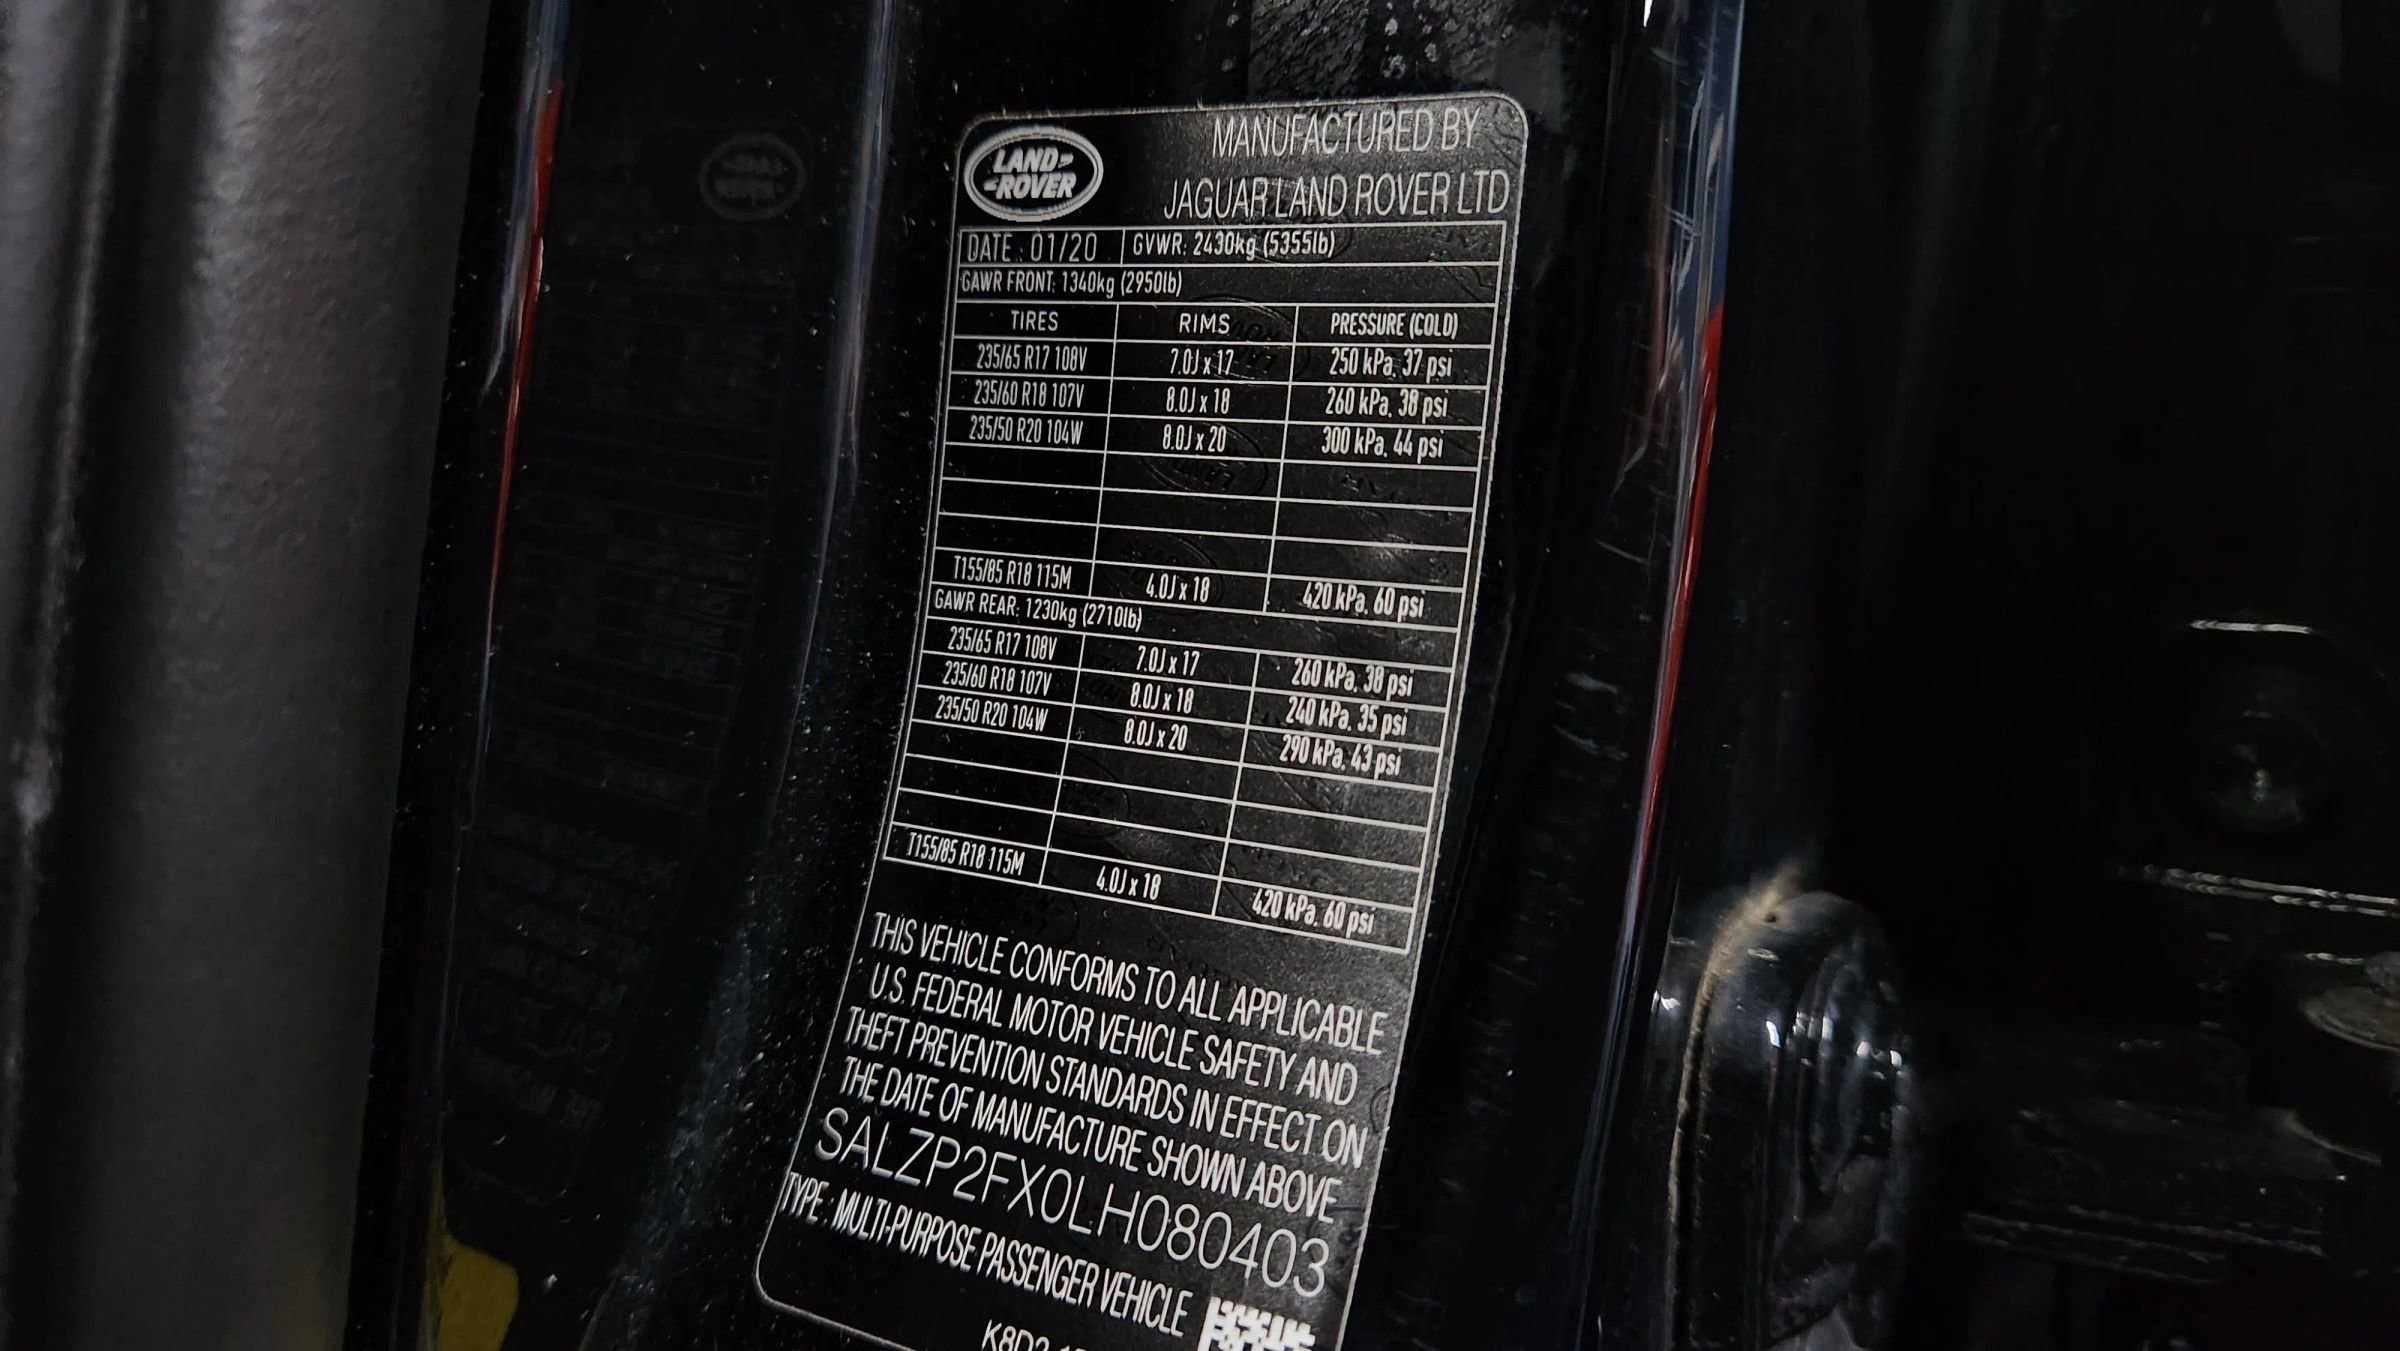 LAND-
-ROVER
MANUFACTURED BY
JAGUAR LAND ROVER LTD
DATE : 01/20 GVWR: 2430kg (5355lb)
GAWR FRONT: 1340kg (2950lb)
TIRES RIMS PRESSURE (COLD)
235/65 R17 108V 7.0J x 17 250 kPa, 37 psi
235/60 R18 107V 8.0J x 18 260 kPa, 38 psi
235/50 R20 104W 8.0J x 20 300 kPa, 44 psi
T155/85 R18 115M 4.0J x 18 420 kPa, 60 psi
GAWR REAR: 1230kg (2710lb)
235/65 R17 108V 7.0J x 17 260 kPa, 38 psi
235/60 R18 107V 8.0J x 18 240 kPa, 35 psi
235/50 R20 104W 8.0J x 20 290 kPa, 43 psi
T155/85 R18 115M 4.0J x 18 420 kPa, 60 psi
THIS VEHICLE CONFORMS TO ALL APPLICABLE
U.S. FEDERAL MOTOR VEHICLE SAFETY AND
THEFT PREVENTION STANDARDS IN EFFECT ON
THE DATE OF MANUFACTURE SHOWN ABOVE
SALZP2FX0LH080403
TYPE : MULTI-PURPOSE PASSENGER VEHICLE